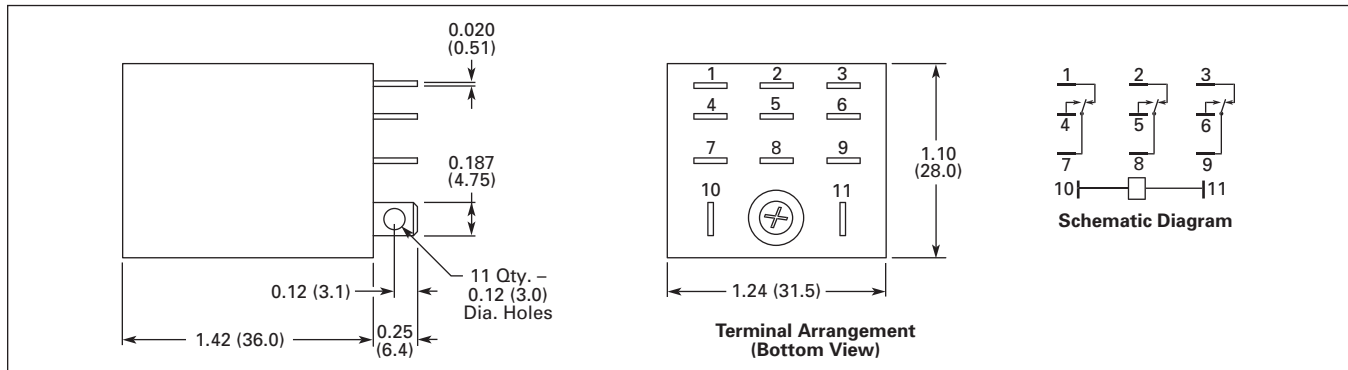 0.020
(0.51)
0.187
(4.75)
0.12 (3.1)
11 Qty. –
0.12 (3.0)
Dia. Holes
1.42 (36.0)
0.25
(6.4)
1 2 3
4 5 6
7 8 9
10 11
1.10
(28.0)
1.24 (31.5)
Terminal Arrangement
(Bottom View)
1 2 3
4 5 6
7 8 9
10 11
Schematic Diagram